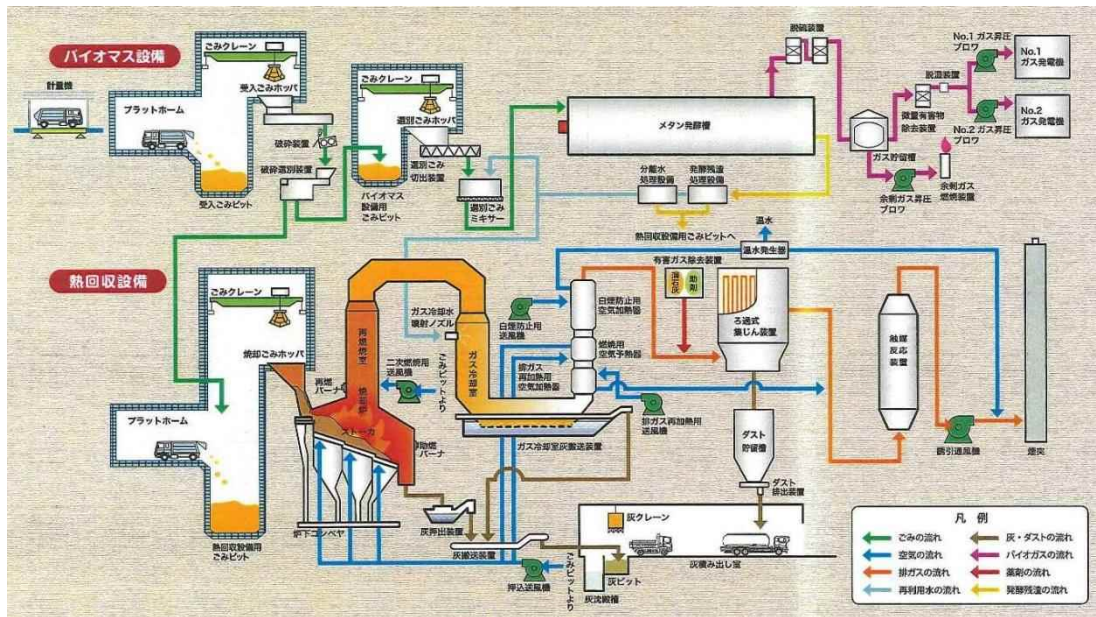 バイオマス設備
ごみクレーン
計量機
プラットホーム
受入ごみホッパ
破砕装置
破砕選別装置
受入ごみピット
ごみクレーン
選別ごみホッパ
選別ごみ
切出装置
バイオマス
設備用
ごみピット
選別ごみ
ミキサー
メタン発酵槽
脱硫装置
分離水
処理設備
発酵残渣
処理設備
熱回収設備用ごみピットへ
ガス貯留槽
微量有害物
除去装置
脱湿装置
No.1 ガス昇圧
ブロワ
No.1
ガス発電機
No.2 ガス昇圧
ブロワ
No.2
ガス発電機
余剰ガス昇圧
ブロワ
余剰ガス
燃焼装置
熱回収設備
ごみクレーン
焼却ごみホッパ
プラットホーム
熱回収設備用
ごみピット
再燃
バーナ
再燃焼室
焼却炉
ストーカ
助燃
バーナ
炉下コンベヤ
二次燃焼用
送風機
ごみピットより
ガス冷却水
噴射ノズル
ガス冷却室
ガス冷却室灰搬送装置
白煙防止用
送風機
排ガス
再加熱用
空気加熱器
白煙防止用
空気加熱器
燃焼用
空気予熱器
排ガス再加熱用
送風機
有害ガス除去装置
消石灰
助剤
温水
温水発生器
ろ過式
集じん装置
ダスト
貯留槽
ダスト
排出装置
触媒
反応
装置
誘引通風機
煙突
灰押出装置
灰搬送装置
押込送風機
ごみピットより
灰クレーン
灰ピット
灰沈殿槽
灰積み出し室
凡 例
ごみの流れ
空気の流れ
排ガスの流れ
再利用水の流れ
灰・ダストの流れ
バイオガスの流れ
薬剤の流れ
発酵残渣の流れ